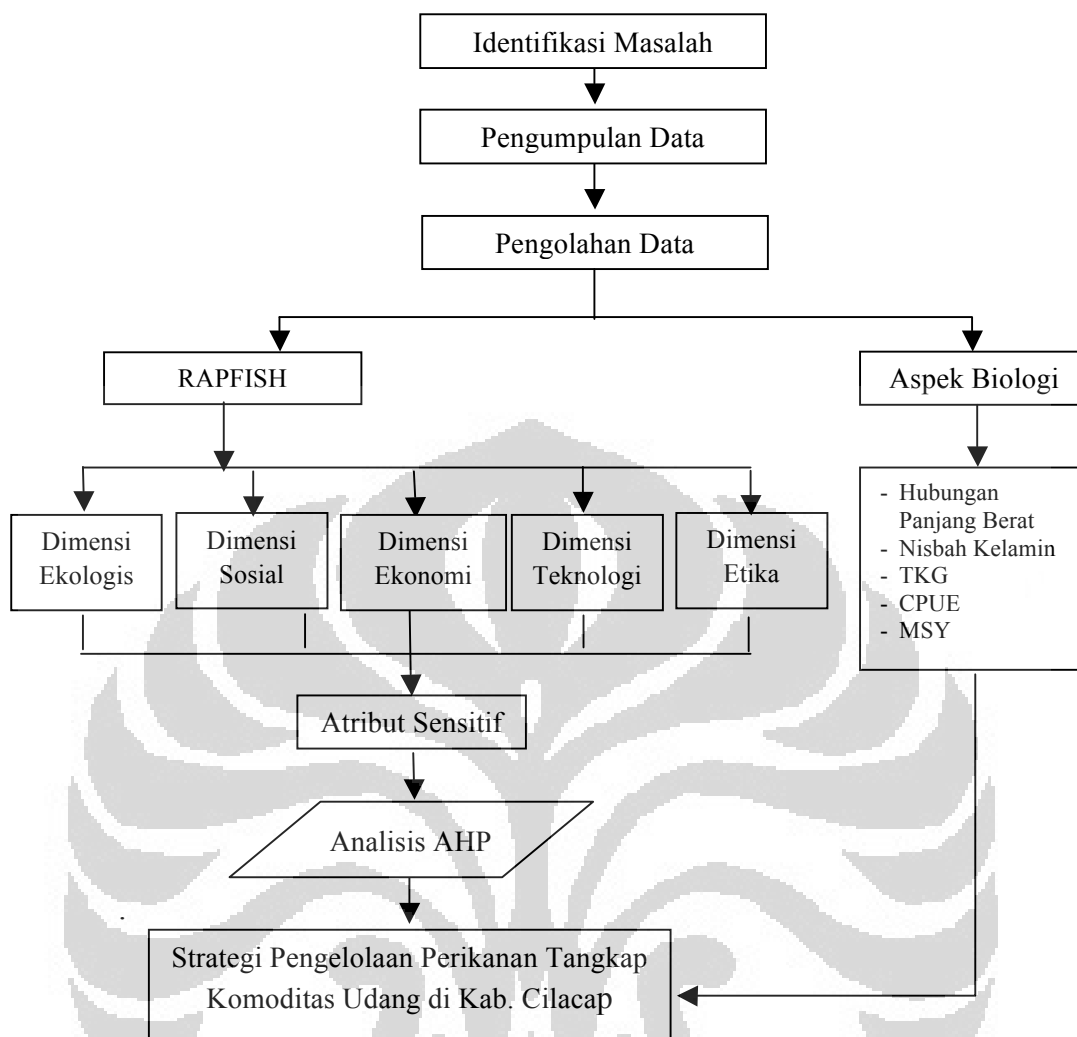 Identifikasi Masalah
Pengumpulan Data
Pengolahan Data
RAPFISH
Aspek Biologi
Dimensi
Ekologis
Dimensi
Sosial
Dimensi
Ekonomi
Dimensi
Teknologi
Dimensi
Etika
- Hubungan
Panjang Berat
- Nisbah Kelamin
- TKG
- CPUE
- MSY
Atribut Sensitif
Analisis AHP
Strategi Pengelolaan Perikanan Tangkap
Komoditas Udang di Kab. Cilacap